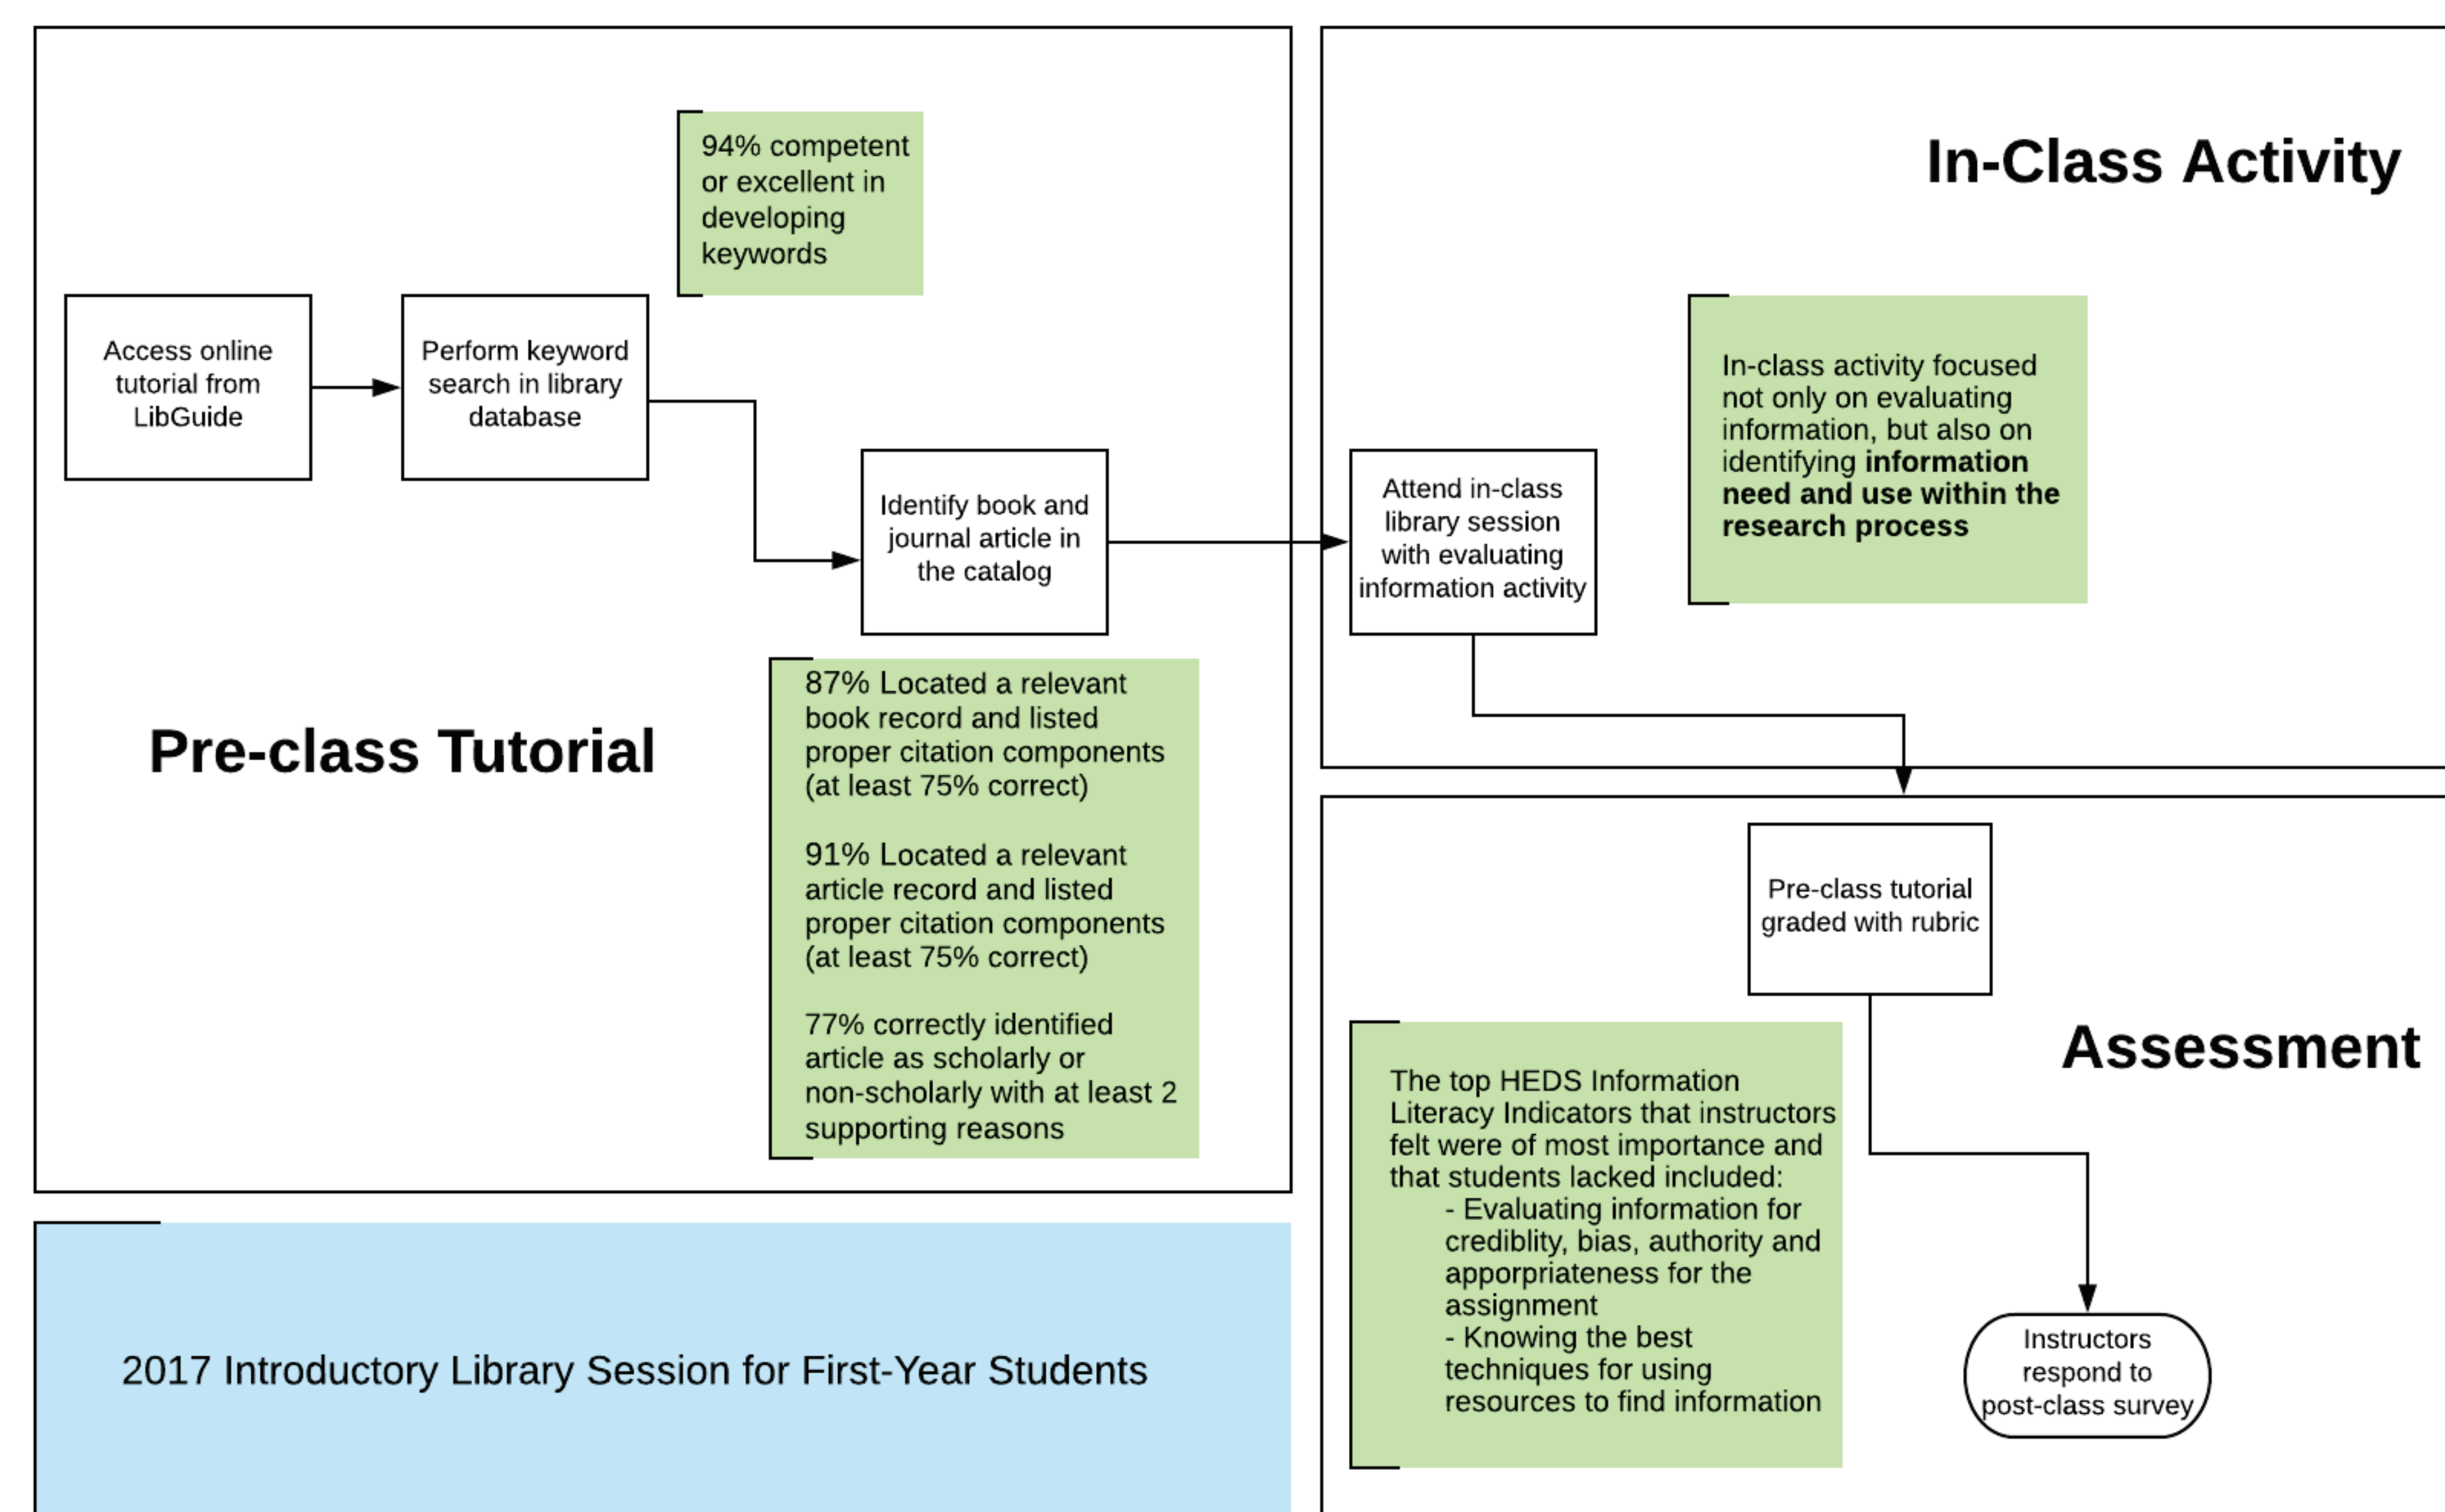 94% competent
or excellent in
developing
keywords
Access online
tutorial from
LibGuide
Perform keyword
search in library
database
Identify book and
journal article in
the catalog
Pre-class Tutorial
87% Located a relevant
book record and listed
proper citation components
(at least 75% correct)
91% Located a relevant
article record and listed
proper citation components
(at least 75% correct)
77% correctly identified
article as scholarly or
non-scholarly with at least 2
supporting reasons
In-Class Activity
In-class activity focused
not only on evaluating
information, but also on
identifying information
need and use within the
research process
Attend in-class
library session
with evaluating
information activity
Pre-class tutorial
graded with rubric
Assessment
The top HEDS Information
Literacy Indicators that instructors
felt were of most importance and
that students lacked included:
- Evaluating information for
crediblity, bias, authority and
apporpriateness for the
assignment
- Knowing the best
techniques for using
resources to find information
Instructors
respond to
post-class survey
2017 Introductory Library Session for First-Year Students